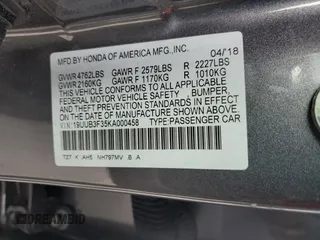 MFD.BY HONDA OF AMERICA MFG.,INC. 04/18
GVWR 4762LBS GAWR F 2579LBS R 2227LBS
GVWR 2160KG GAWR F 1170KG R 1010KG
THIS VEHICLE CONFORMS TO ALL APPLICABLE
FEDERAL MOTOR VEHICLE SAFETY, BUMPER,
AND THEFT PREVENTION STANDARDS IN EFFECT
ON THE DATE OF MANUFACTURE SHOWN ABOVE.
V.I.N.: 19UUB3F35KA000458 TYPE: PASSENGER CAR
T27 K AH5 NH797MV B A
DREAMBID